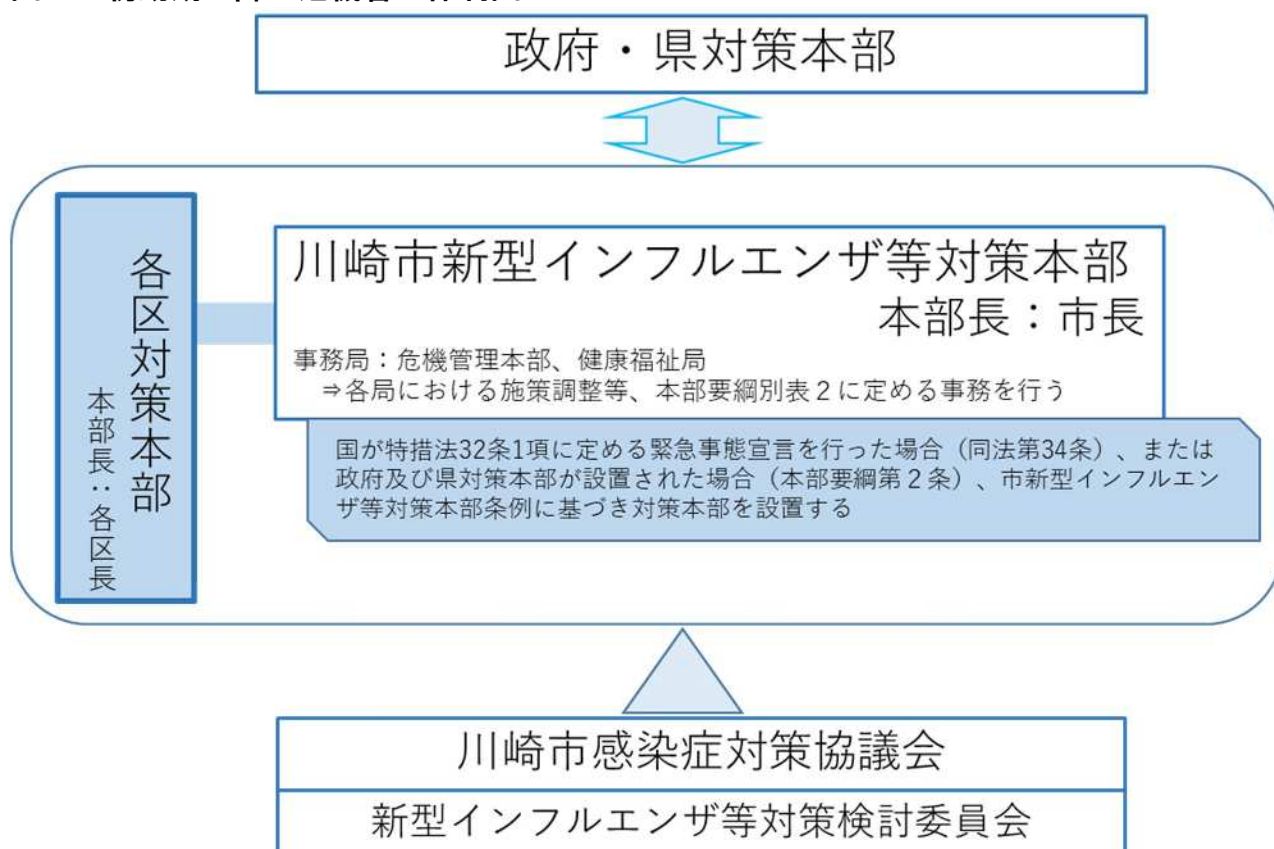 政府・県対策本部
各区対策本部
本部長：各区長
川崎市新型インフルエンザ等対策本部
本部長：市長
事務局：危機管理本部、健康福祉局
⇒各局における施策調整等、本部要綱別表２に定める事務を行う
国が特措法32条1項に定める緊急事態宣言を行った場合（同法第34条）、または
政府及び県対策本部が設置された場合（本部要綱第２条）、市新型インフルエン
ザ等対策本部条例に基づき対策本部を設置する
川崎市感染症対策協議会
新型インフルエンザ等対策検討委員会